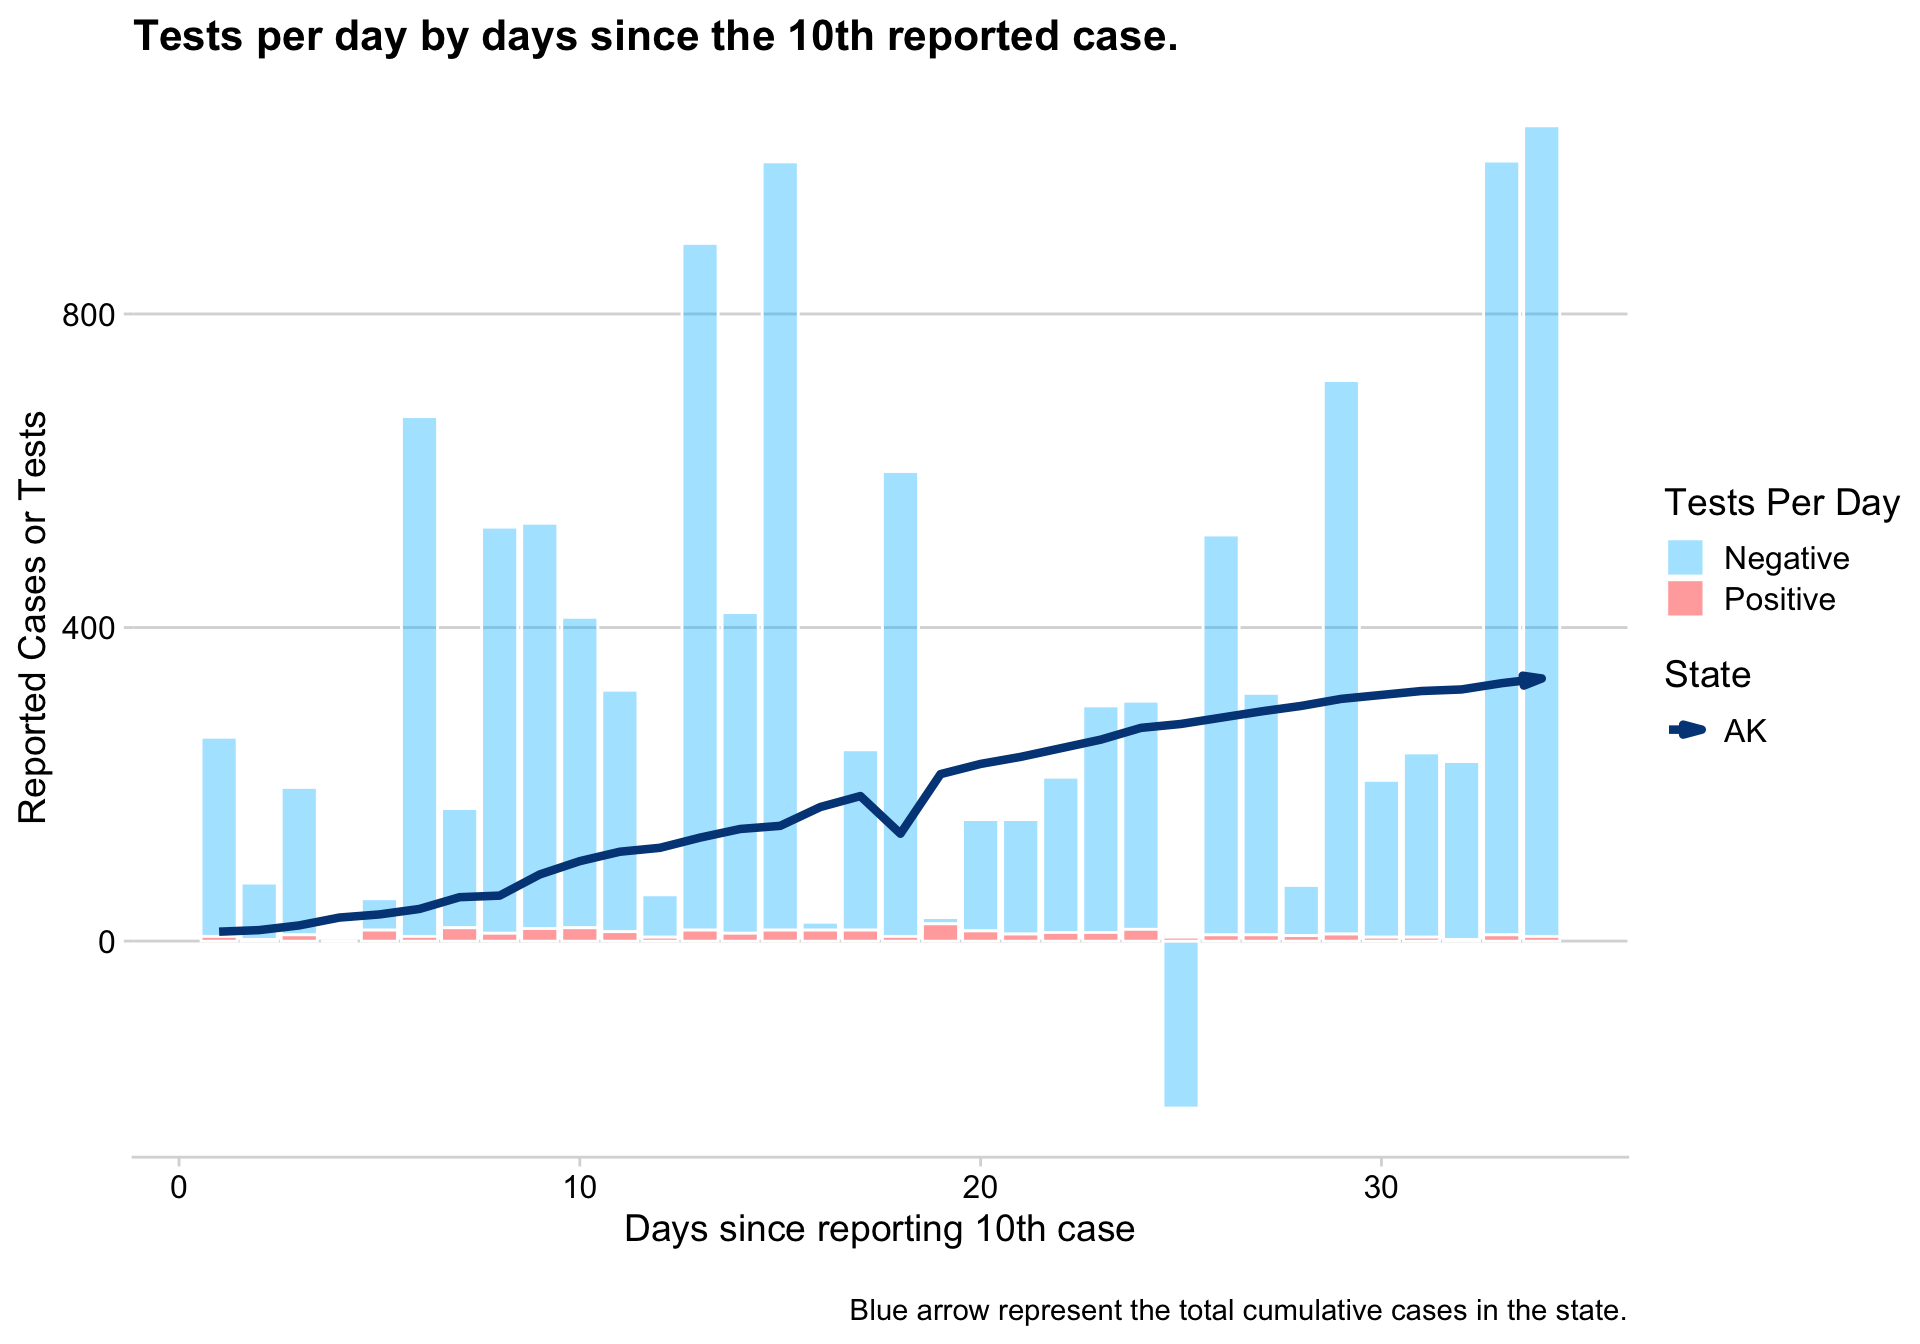 Tests per day by days since the 10th reported case.
Reported Cases or Tests
800
400
0
0
10
20
30
Days since reporting 10th case
Tests Per Day
Negative
Positive
State
AK
Blue arrow represent the total cumulative cases in the state.